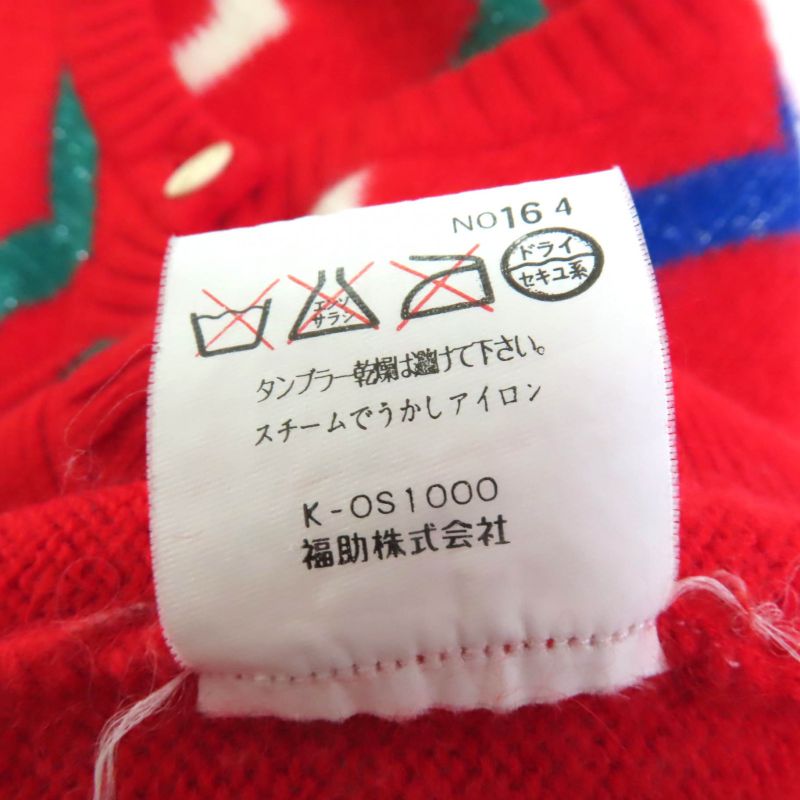 NO16 4
エンソ
サラシ
ドライ
セキユ系
タンブラー乾燥は避けて下さい。
スチームでうかしアイロン
K-OS1000
福助株式会社